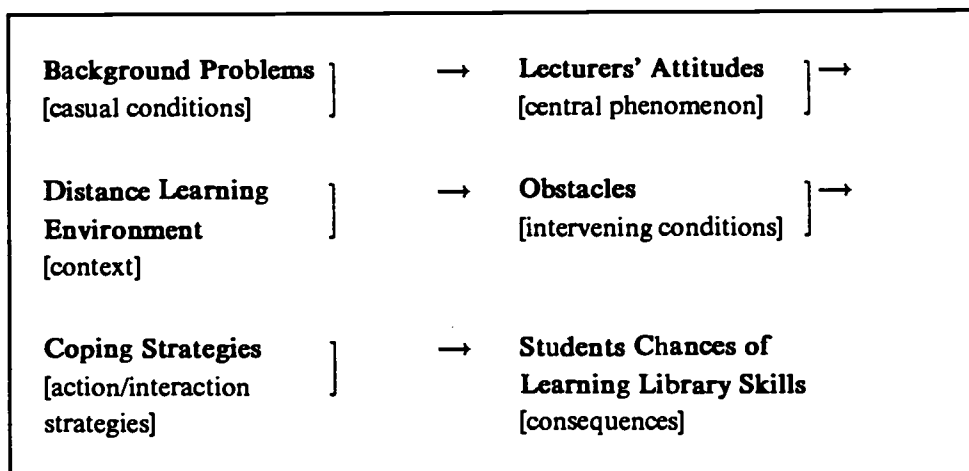 Background Problems ] → Lecturers’ Attitudes ] →
[casual conditions] [central phenomenon]
Distance Learning ] → Obstacles ] →
Environment [intervening conditions]
[context]
Coping Strategies ] → Students Chances of
[action/interaction Learning Library Skills
strategies] [consequences]